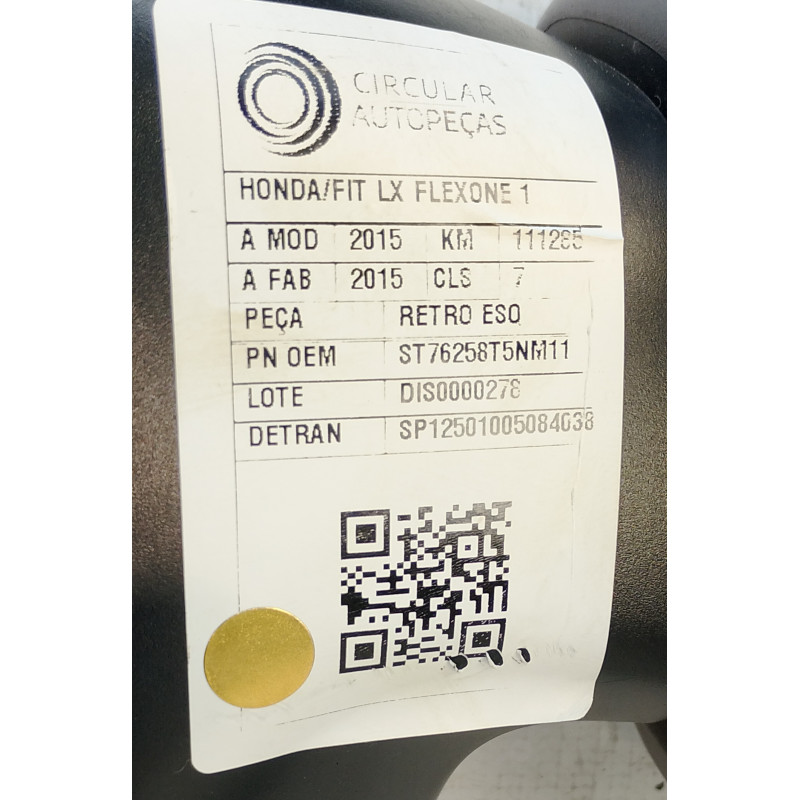 CIRCULAR
AUTOPEÇAS
HONDA/FIT LX FLEXONE 1
A MOD 2015 KM 111285
A FAB 2015 CLS 7
PEÇA RETRO ESQ
PN OEM ST76258T5NM11
LOTE DIS0000278
DETRAN SP12501005084038